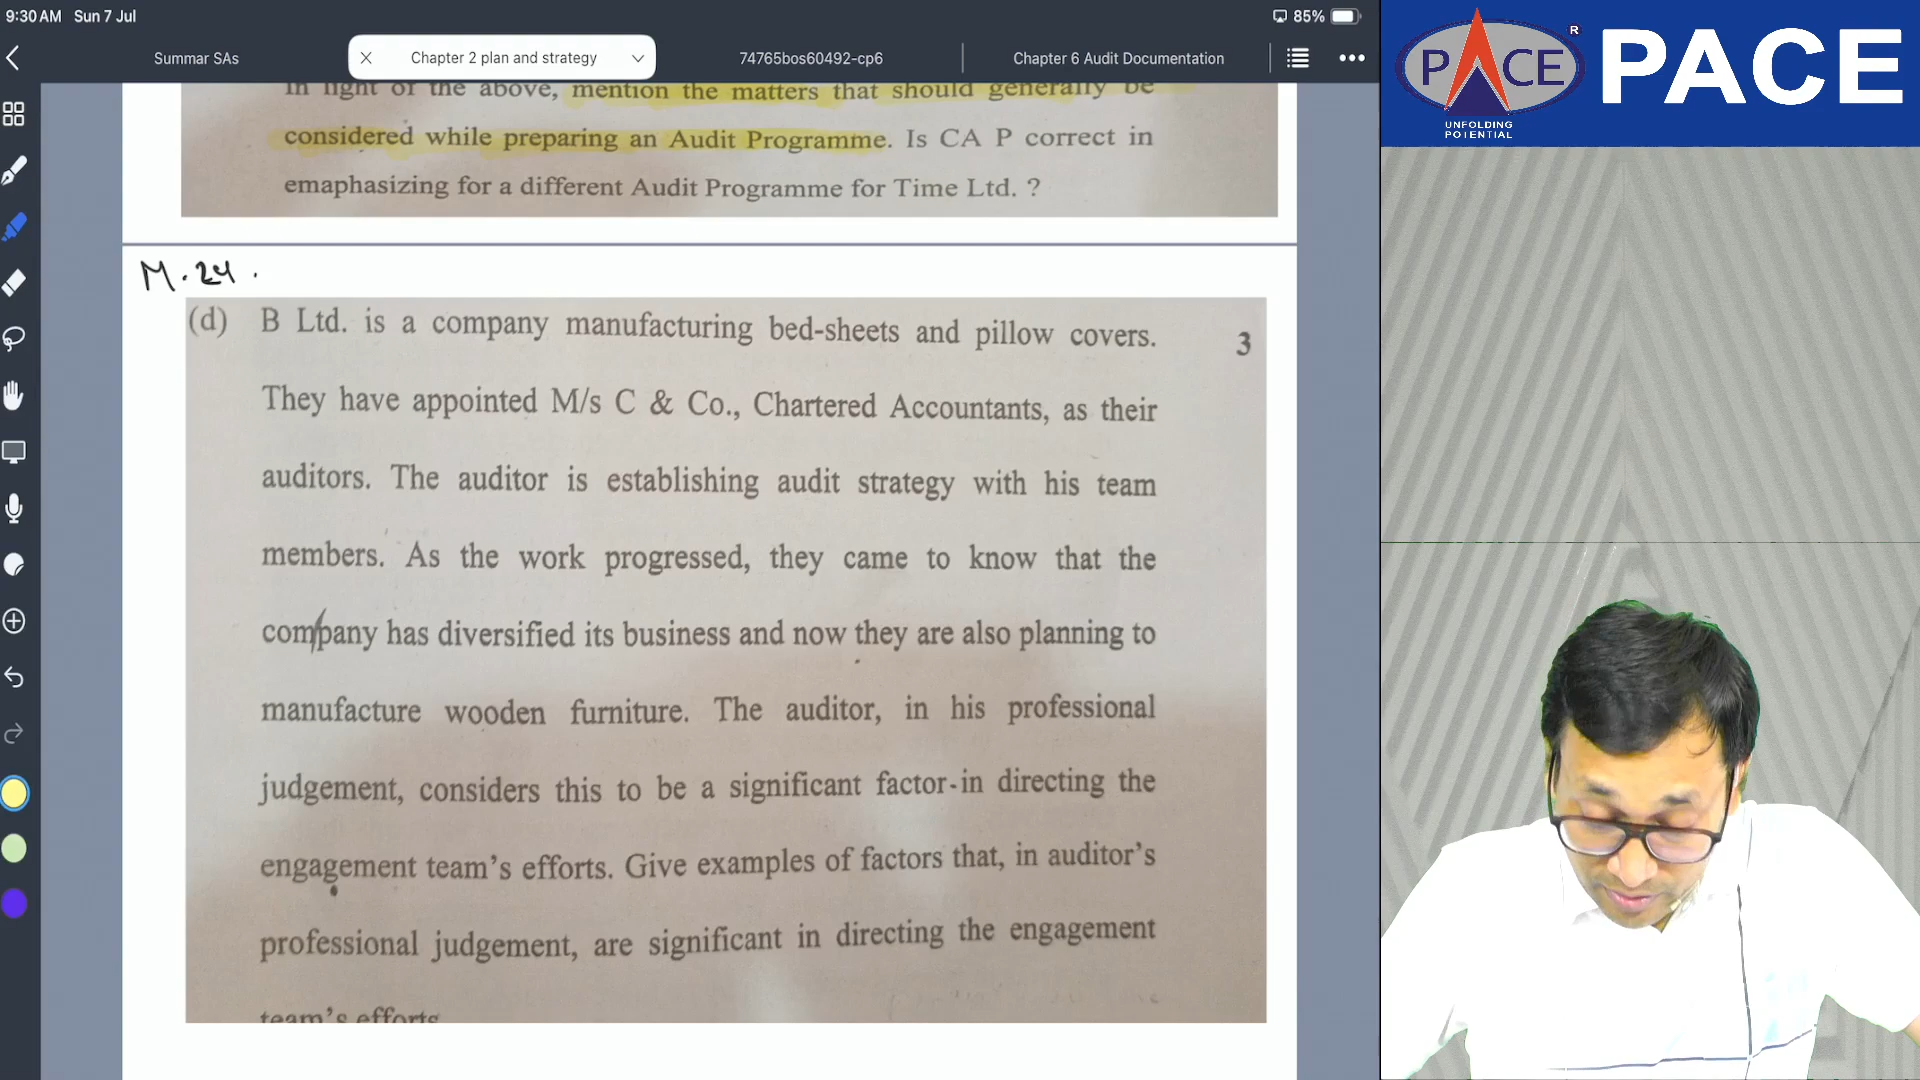 9:30 AM Sun 7 Jul
85%
Summar SAs
Chapter 2 plan and strategy
74765bos60492-cp6
Chapter 6 Audit Documentation
PACE
UNFOLDING
POTENTIAL
®
PACE
In light of the above, mention the matters that should generally be
considered while preparing an Audit Programme. Is CA P correct in
emaphasizing for a different Audit Programme for Time Ltd. ?
M.24.
(d) B Ltd. is a company manufacturing bed-sheets and pillow covers. 3
They have appointed M/s C & Co., Chartered Accountants, as their
auditors. The auditor is establishing audit strategy with his team
members. As the work progressed, they came to know that the
company has diversified its business and now they are also planning to
manufacture wooden furniture. The auditor, in his professional
judgement, considers this to be a significant factor-in directing the
engagement team's efforts. Give examples of factors that, in auditor's
professional judgement, are significant in directing the engagement
team's efforts